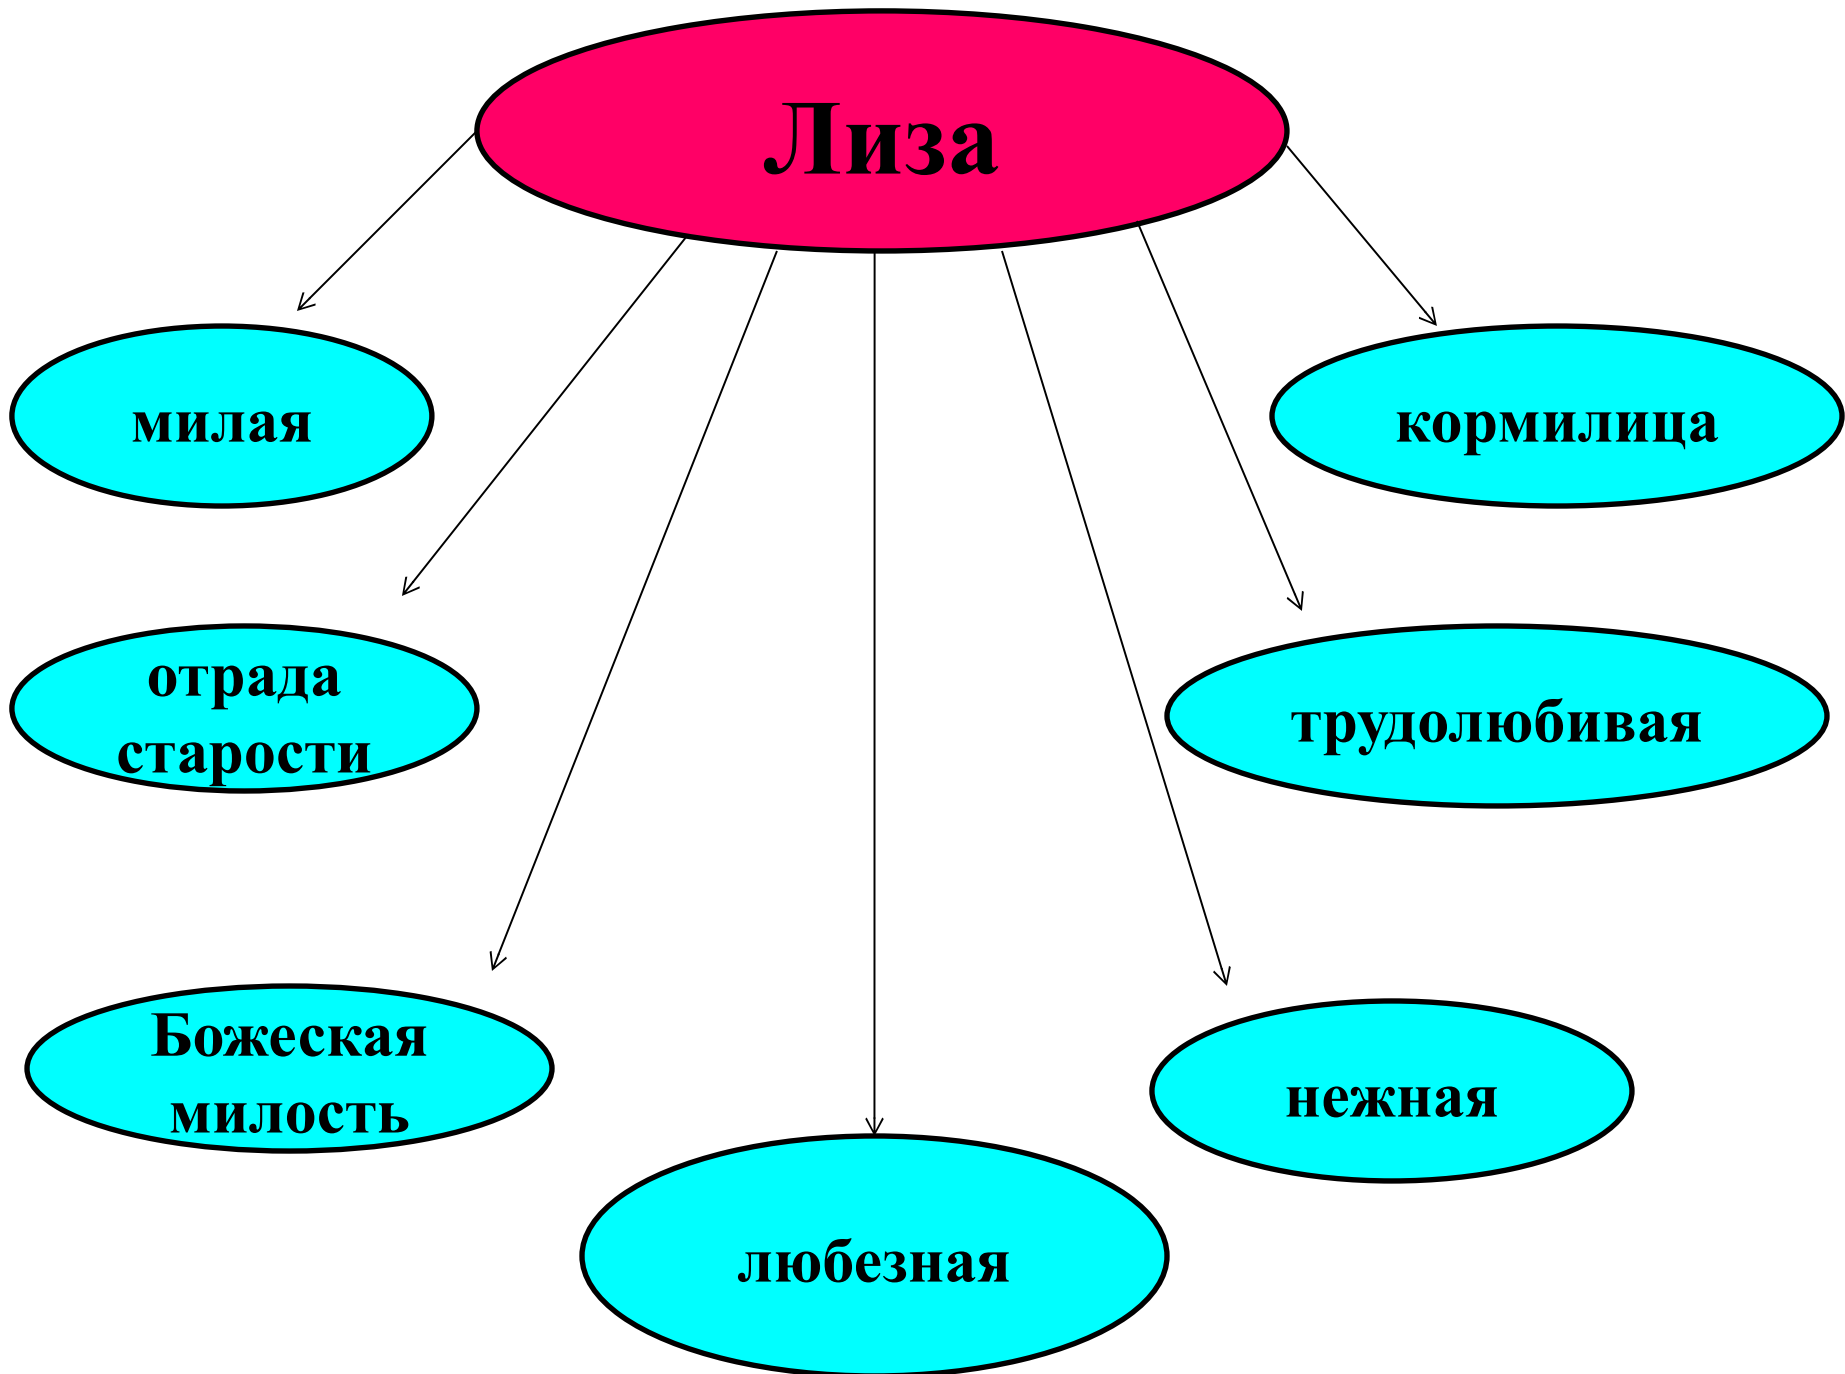 Лиза
милая
кормилица
отрада
старости
трудолюбивая
Божеская
милость
нежная
любезная